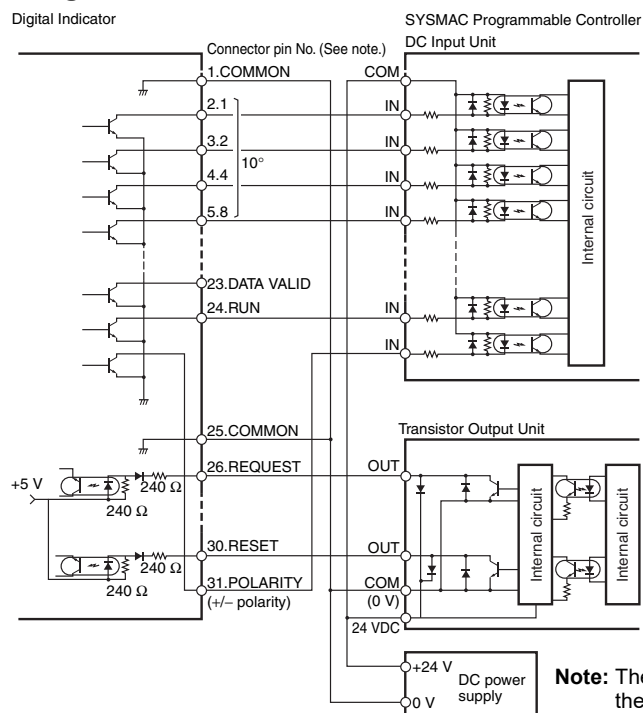 Digital Indicator
SYSMAC Programmable Controller
DC Input Unit
Connector pin No. (See note.)
1.COMMON
COM
2.1
IN
3.2
IN
10°
4.4
IN
5.8
IN
Internal circuit
23.DATA VALID
24.RUN
IN
IN
25.COMMON
Transistor Output Unit
26.REQUEST
OUT
+5 V
240 Ω
240 Ω
Internal circuit
Internal circuit
30.RESET
OUT
240 Ω
240 Ω
31.POLARITY
(+/− polarity)
COM
(0 V)
24 VDC
+24 V
DC power
supply
0 V
Note: The
the